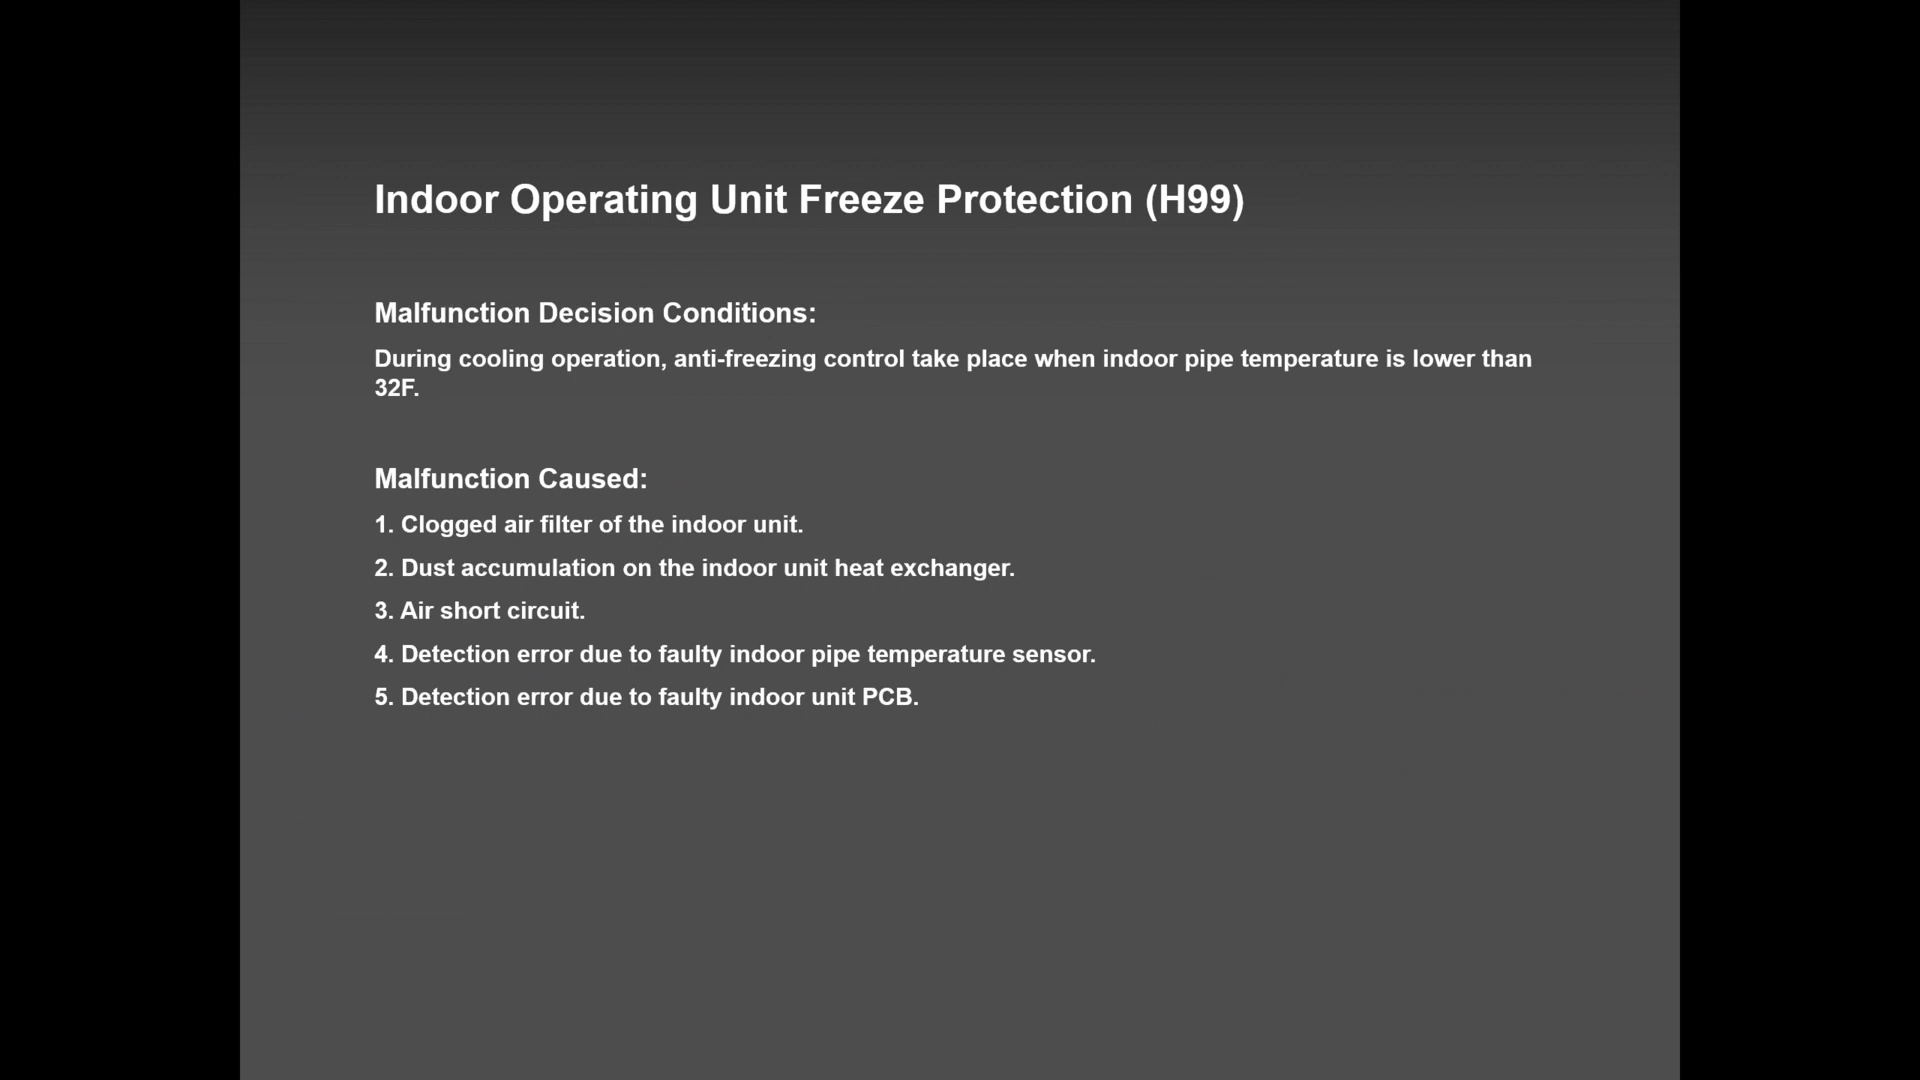 Indoor Operating Unit Freeze Protection (H99)
Malfunction Decision Conditions:
During cooling operation, anti-freezing control take place when indoor pipe temperature is lower than
32F.
Malfunction Caused:
1. Clogged air filter of the indoor unit.
2. Dust accumulation on the indoor unit heat exchanger.
3. Air short circuit.
4. Detection error due to faulty indoor pipe temperature sensor.
5. Detection error due to faulty indoor unit PCB.